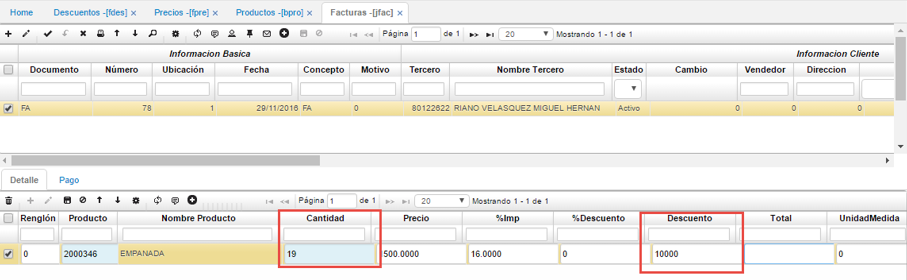 Home Descuentos -[fdes] × Precios -[fpre] × Productos -[bpro] × Facturas -[jfac] ×
Página 1 de 1 20 Mostrando 1 - 1 de 1
Informacion Basica Informacion Cliente
Documento Número Ubicación Fecha Concepto Motivo Tercero Nombre Tercero Estado Cambio Vendedor Direccion
FA 78 1 29/11/2016 FA 0 80122622 RIANO VELASQUEZ MIGUEL HERNAN Activo 0 0 0
Detalle Pago
Página 1 de 1 20 Mostrando 1 - 1 de 1
Renglón Producto Nombre Producto Cantidad Precio %Imp %Descuento Descuento Total UnidadMedida
0 2000346 EMPANADA 19 500.0000 16.0000 0 10000 0